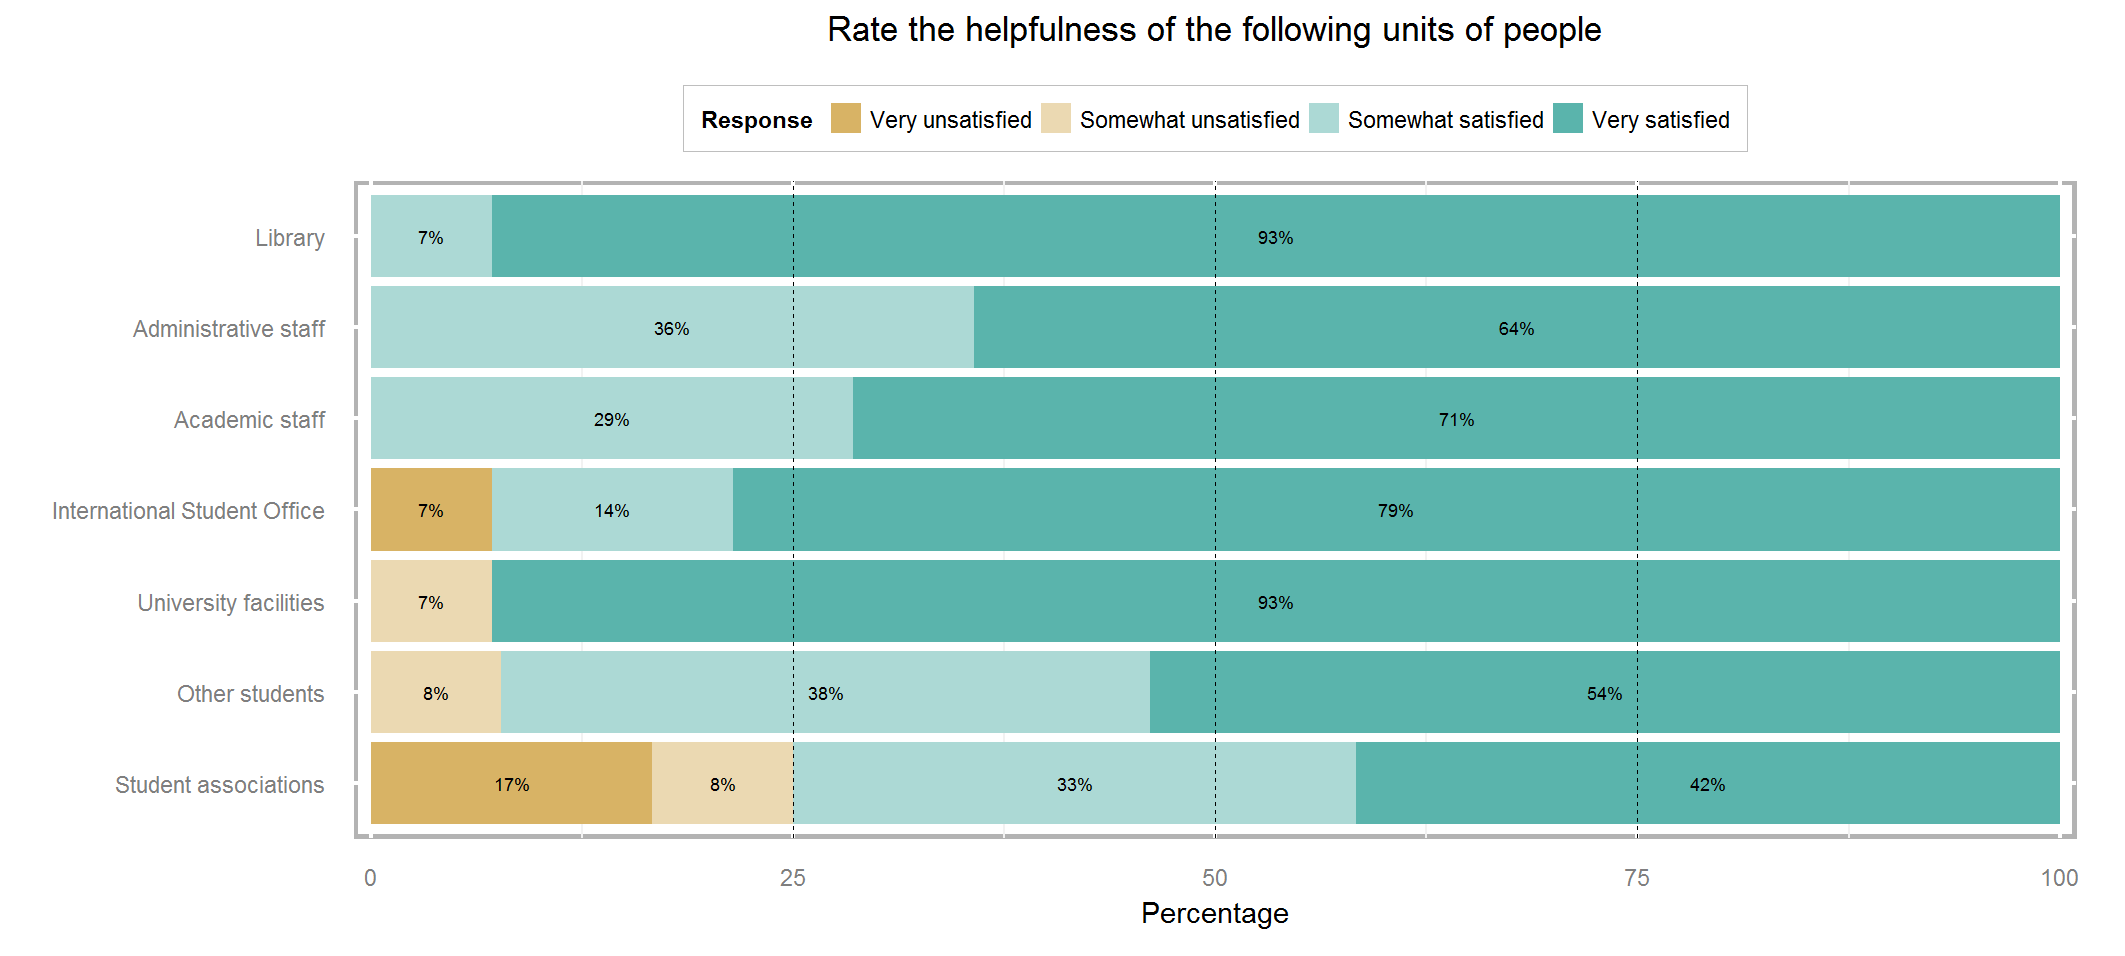 Rate the helpfulness of the following units of people
Response Very unsatisfied Somewhat unsatisfied Somewhat satisfied Very satisfied
Library 7% 93%
Administrative staff 36% 64%
Academic staff 29% 71%
International Student Office 7% 14% 79%
University facilities 7% 93%
Other students 8% 38% 54%
Student associations 17% 8% 33% 42%
0 25 50 75 100
Percentage